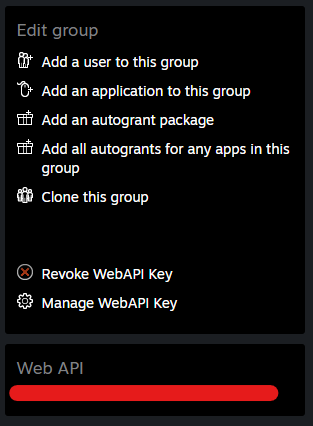 Edit group
Add a user to this group
Add an application to this group
Add an autogrant package
Add all autogrants for any apps in this
group
Clone this group
Revoke WebAPI Key
Manage WebAPI Key
Web API